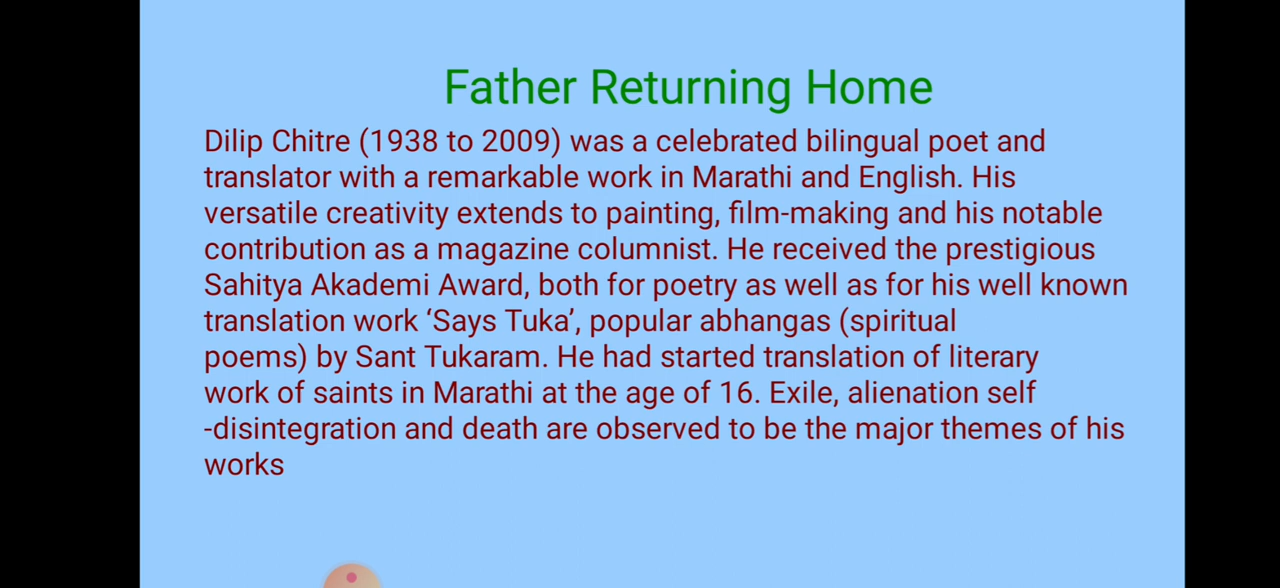 Father Returning Home
Dilip Chitre (1938 to 2009) was a celebrated bilingual poet and
translator with a remarkable work in Marathi and English. His
versatile creativity extends to painting, film-making and his notable
contribution as a magazine columnist. He received the prestigious
Sahitya Akademi Award, both for poetry as well as for his well known
translation work ‘Says Tuka’, popular abhangas (spiritual
poems) by Sant Tukaram. He had started translation of literary
work of saints in Marathi at the age of 16. Exile, alienation self
-disintegration and death are observed to be the major themes of his
works